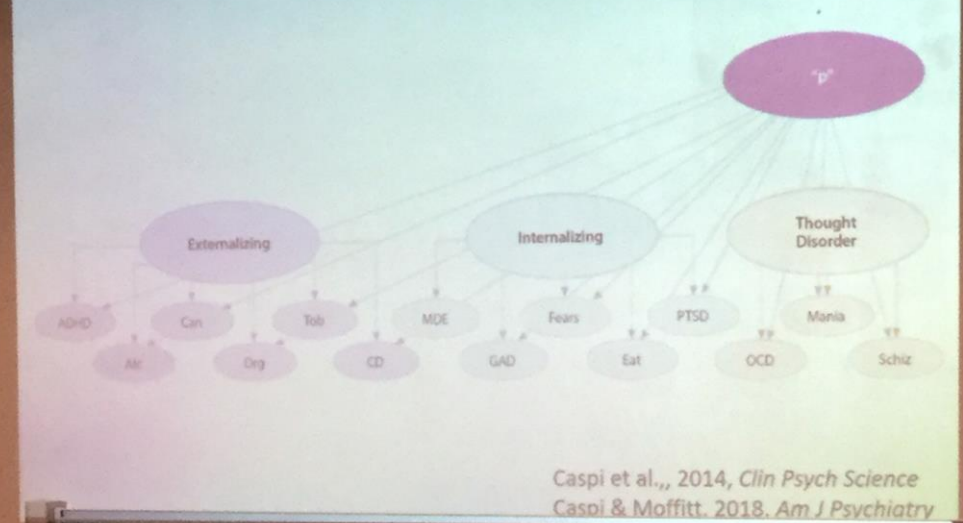 "p"
Externalizing
Internalizing
Thought
Disorder
ADHD
Can
Tob
MDE
Fears
PTSD
Mania
Alc
Drg
CD
GAD
Eat
OCD
Schiz
Caspi et al.,, 2014, Clin Psych Science
Caspi & Moffitt. 2018. Am J Psychiatry